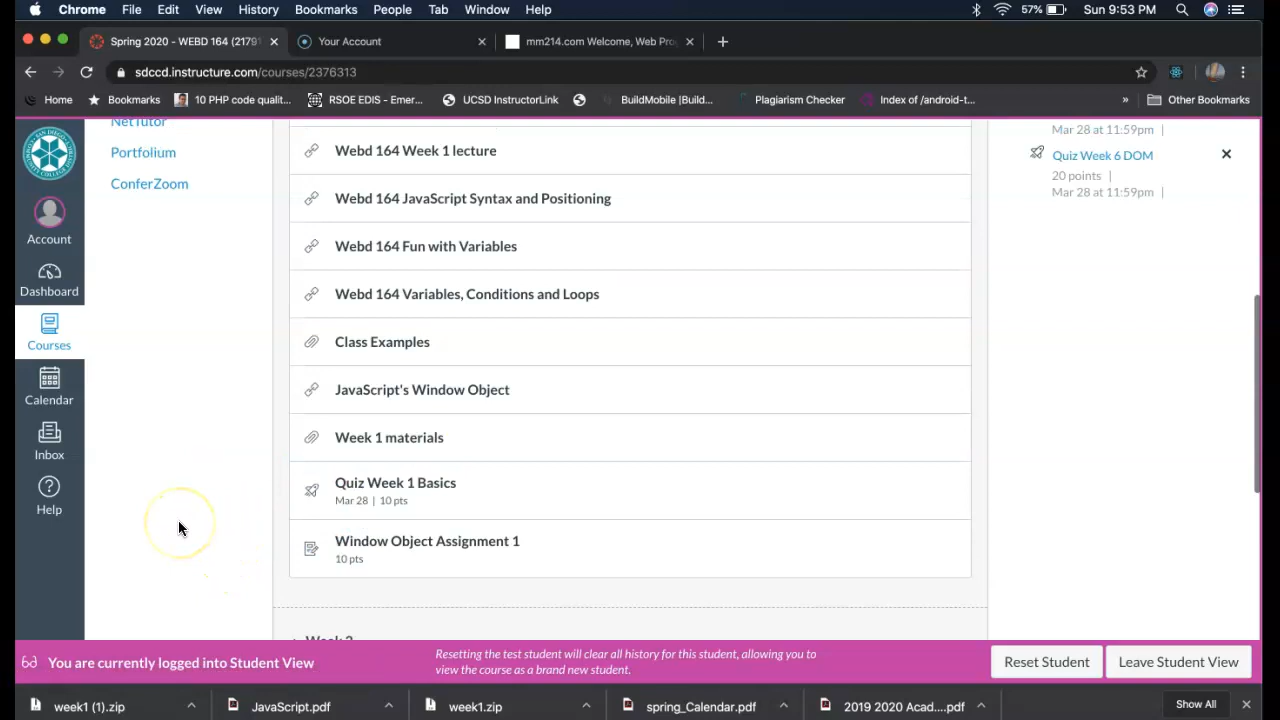 Chrome File Edit View History Bookmarks People Tab Window Help 57% Sun 9:53 PM
Spring 2020 - WEBD 164 (2179 Your Account mm214.com Welcome, Web Pro
sdccd.instructure.com/courses/2376313
Home Bookmarks 10 PHP code qualit... RSOE EDIS - Emer... UCSD InstructorLink BuildMobile |Build... Plagiarism Checker Index of /android-t... » Other Bookmarks
NetTutor
Portfolium
ConferZoom
Account
Dashboard
Courses
Calendar
Inbox
Help
Webd 164 Week 1 lecture
Webd 164 JavaScript Syntax and Positioning
Webd 164 Fun with Variables
Webd 164 Variables, Conditions and Loops
Class Examples
JavaScript's Window Object
Week 1 materials
Quiz Week 1 Basics
Mar 28 | 10 pts
Window Object Assignment 1
10 pts
Week 2
Mar 28 at 11:59pm |
Quiz Week 6 DOM
20 points |
Mar 28 at 11:59pm |
You are currently logged into Student View
Resetting the test student will clear all history for this student, allowing you to
view the course as a brand new student.
Reset Student Leave Student View
week1 (1).zip JavaScript.pdf week1.zip spring_Calendar.pdf 2019 2020 Acad....pdf Show All